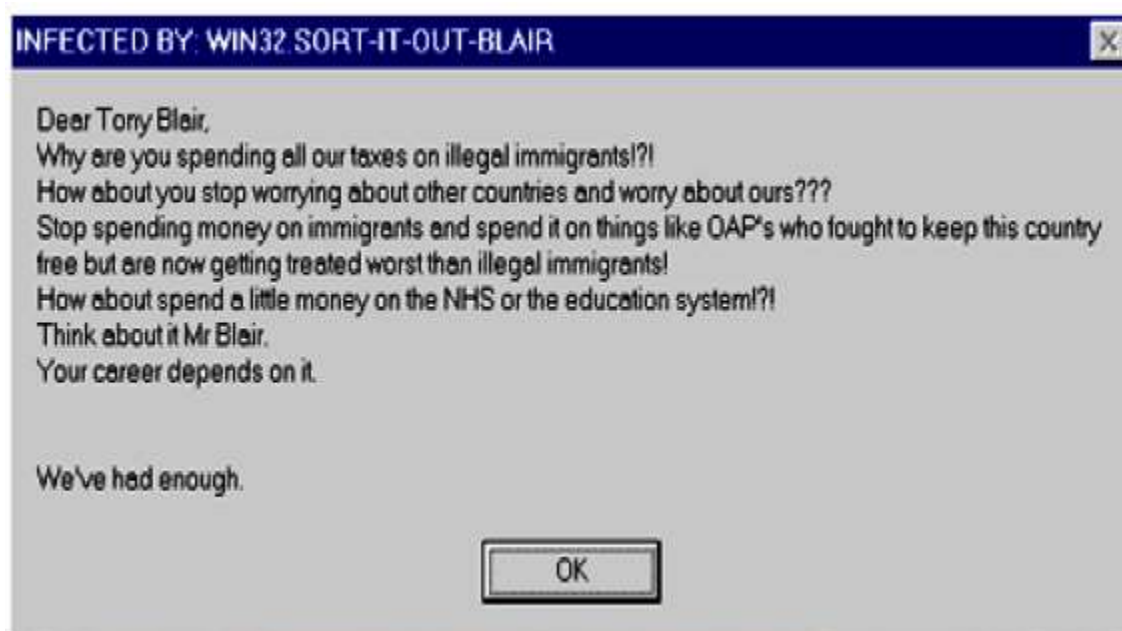 INFECTED BY: WIN32.SORT-IT-OUT-BLAIR
Dear Tony Blair,
Why are you spending all our taxes on illegal immigrants!?!
How about you stop worrying about other countries and worry about ours???
Stop spending money on immigrants and spend it on things like OAP's who fought to keep this country
free but are now getting treated worst than illegal immigrants!
How about spend a little money on the NHS or the education system!?!
Think about it Mr Blair.
Your career depends on it.
We've had enough.
OK